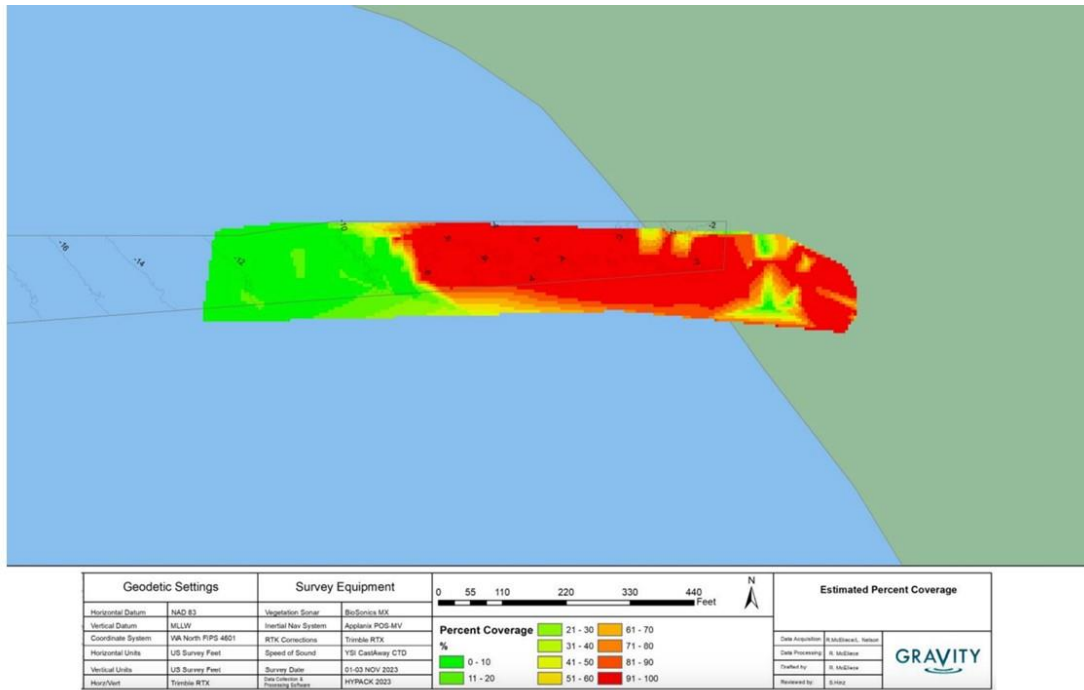 -10
-2
-16
-14
-12
Geodetic Settings
Horizontal Datum NAD 83
Vertical Datum MLLW
Coordinate System WA North FIPS 4601
Horizontal Units US Survey Feet
Vertical Units US Survey Feet
Horz/Vert Trimble RTX
Survey Equipment
Vegetation Sonar BioSonics MX
Inertial Nav System Applanix POS-MV
RTK Corrections Trimble RTX
Speed of Sound YSI CastAway CTD
Survey Date 01-03 NOV 2023
Data Collection &
Processing Software HYPACK 2023
0 55 110 220 330 440
Feet
N
Percent Coverage
%
0 - 10
11 - 20
21 - 30
31 - 40
41 - 50
51 - 60
61 - 70
71 - 80
81 - 90
91 - 100
Estimated Percent Coverage
Data Acquisition: R.McEliece/L. Nelson
Data Processing: R. McEliece
Drafted by: R. McEliece
Reviewed by: S.Hinz
GRAVITY